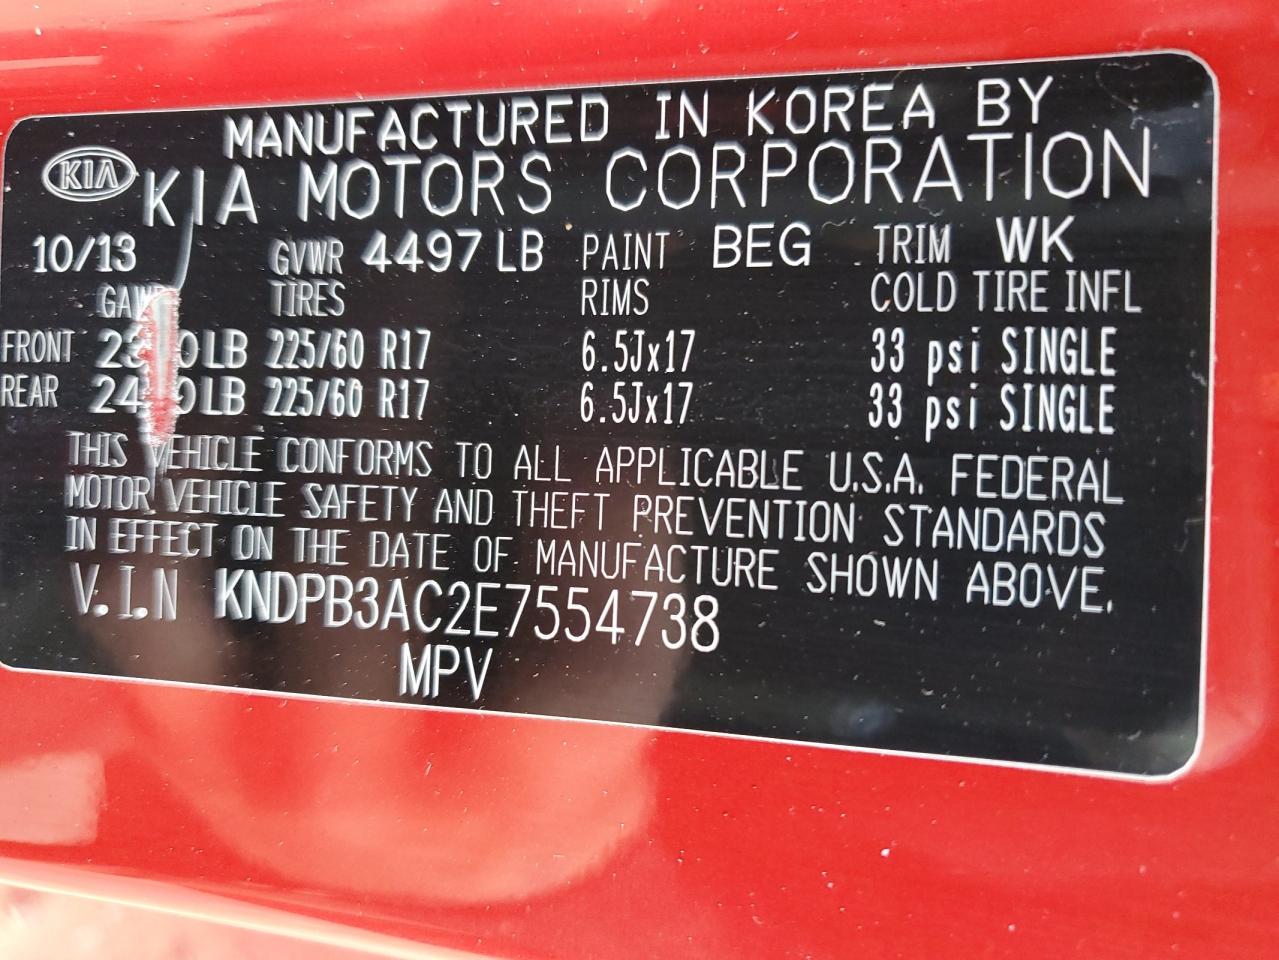 MANUFACTURED IN KOREA BY
KIA KIA MOTORS CORPORATION
10/13 GVWR 4497 LB PAINT BEG TRIM WK
TIRES RIMS COLD TIRE INFL
FRONT LB 225/60 R17 6.5Jx17 33 psi SINGLE
REAR LB 225/60 R17 6.5Jx17 33 psi SINGLE
THIS VEHICLE CONFORMS TO ALL APPLICABLE U.S.A. FEDERAL
MOTOR VEHICLE SAFETY AND THEFT PREVENTION STANDARDS
IN EFFECT ON THE DATE OF MANUFACTURE SHOWN ABOVE.
V.I.N KNDPB3AC2E7554738
MPV